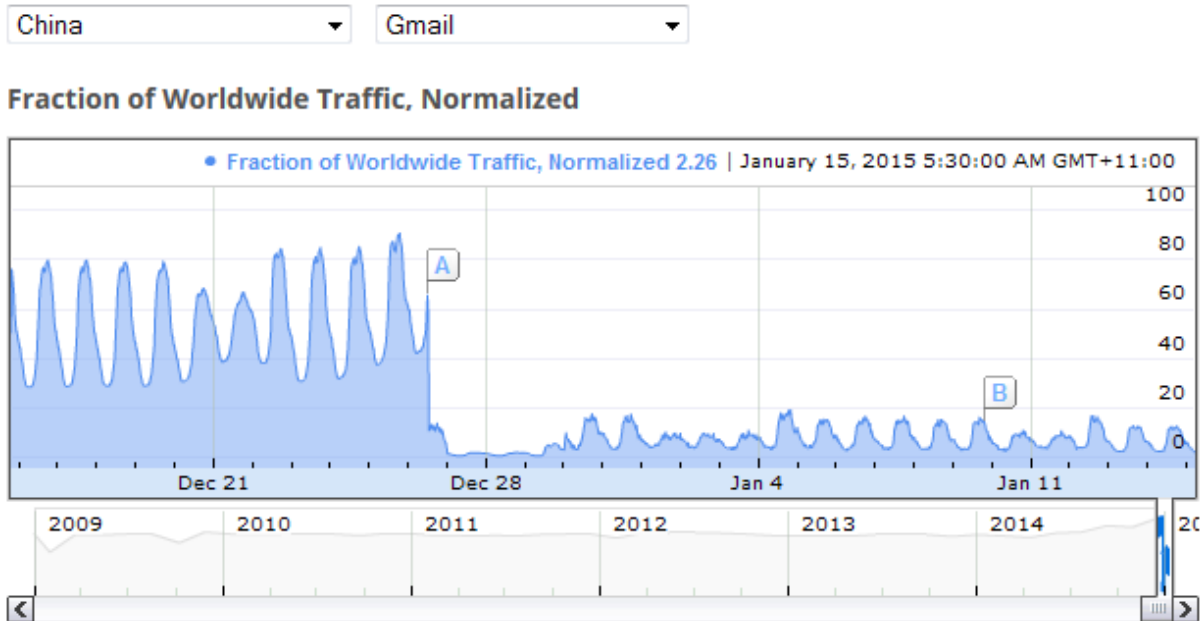 China Gmail
Fraction of Worldwide Traffic, Normalized
Fraction of Worldwide Traffic, Normalized 2.26 | January 15, 2015 5:30:00 AM GMT+11:00
100
80
A
60
40
B
20
0
Dec 21 Dec 28 Jan 4 Jan 11
2009 2010 2011 2012 2013 2014 20